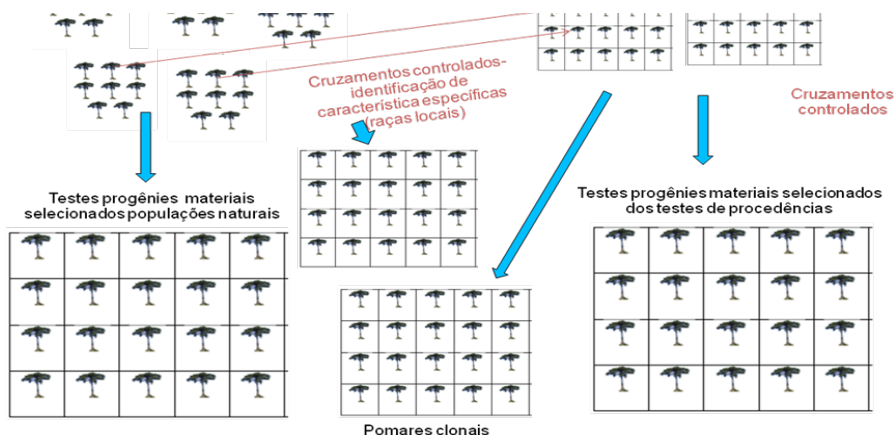 Cruzamentos controlados-
identificação de
característica específicas
(raças locais)
Cruzamentos
controlados
Testes progênies materiais
selecionados populações naturais
Testes progênies materiais selecionados
dos testes de procedência
Pomares clonais